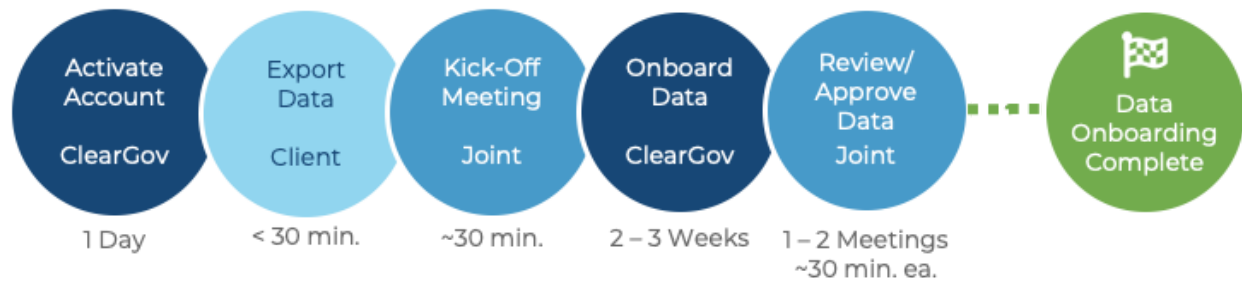 Activate
Account
ClearGov
1 Day
Export
Data
Client
< 30 min.
Kick-Off
Meeting
Joint
~30 min.
Onboard
Data
ClearGov
2 – 3 Weeks
Review/
Approve
Data
Joint
1 – 2 Meetings
~30 min. ea.
Data
Onboarding
Complete